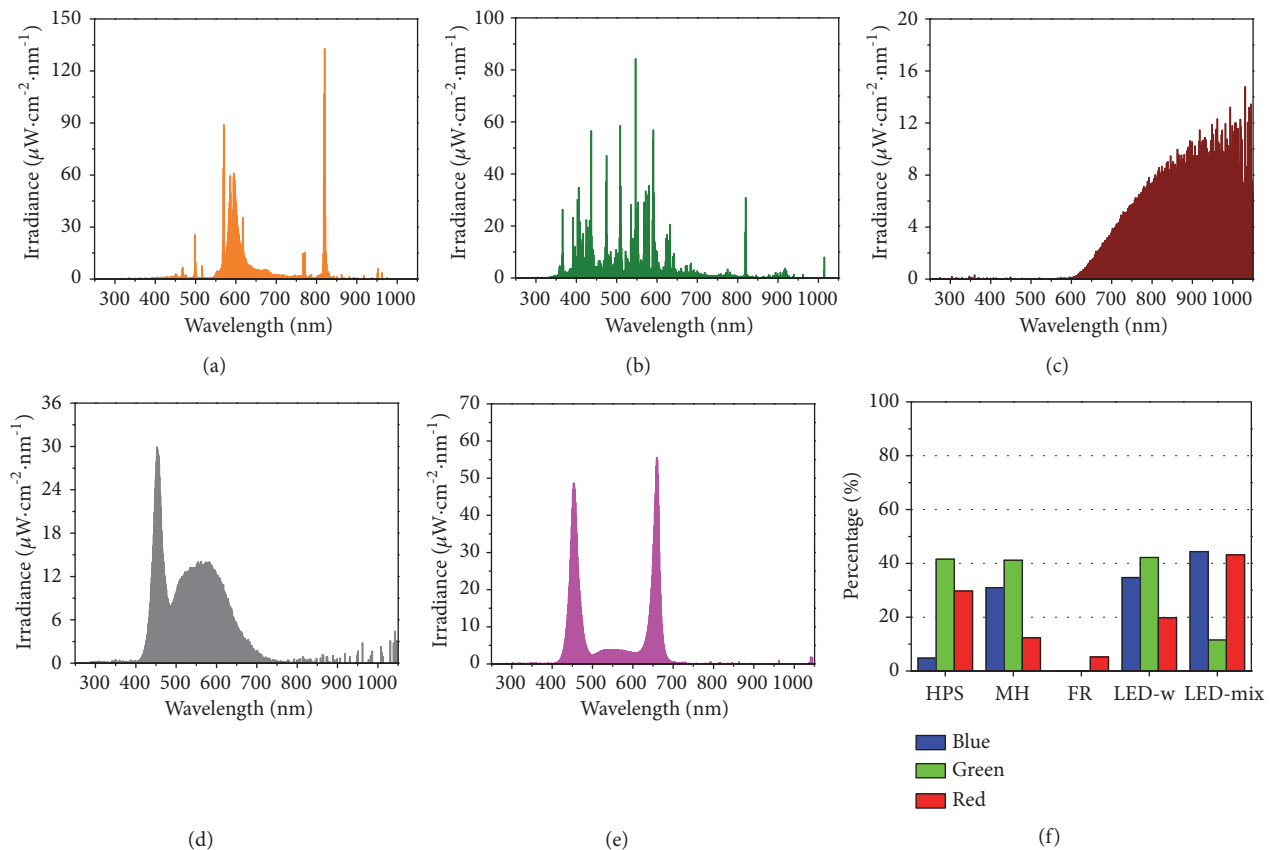 150
120
90
60
30
0
Irradiance (μW·cm⁻²·nm⁻¹)
300 400 500 600 700 800 900 1000
Wavelength (nm)
(a)
100
80
60
40
20
0
Irradiance (μW·cm⁻²·nm⁻¹)
300 400 500 600 700 800 900 1000
Wavelength (nm)
(b)
20
16
12
8
4
0
Irradiance (μW·cm⁻²·nm⁻¹)
300 400 500 600 700 800 900 1000
Wavelength (nm)
(c)
36
30
24
18
12
6
0
Irradiance (μW·cm⁻²·nm⁻¹)
300 400 500 600 700 800 900 1000
Wavelength (nm)
(d)
70
60
50
40
30
20
10
0
Irradiance (μW·cm⁻²·nm⁻¹)
300 400 500 600 700 800 900 1000
Wavelength (nm)
(e)
100
80
60
40
20
0
Percentage (%)
HPS MH FR LED-w LED-mix
Blue
Green
Red
(f)